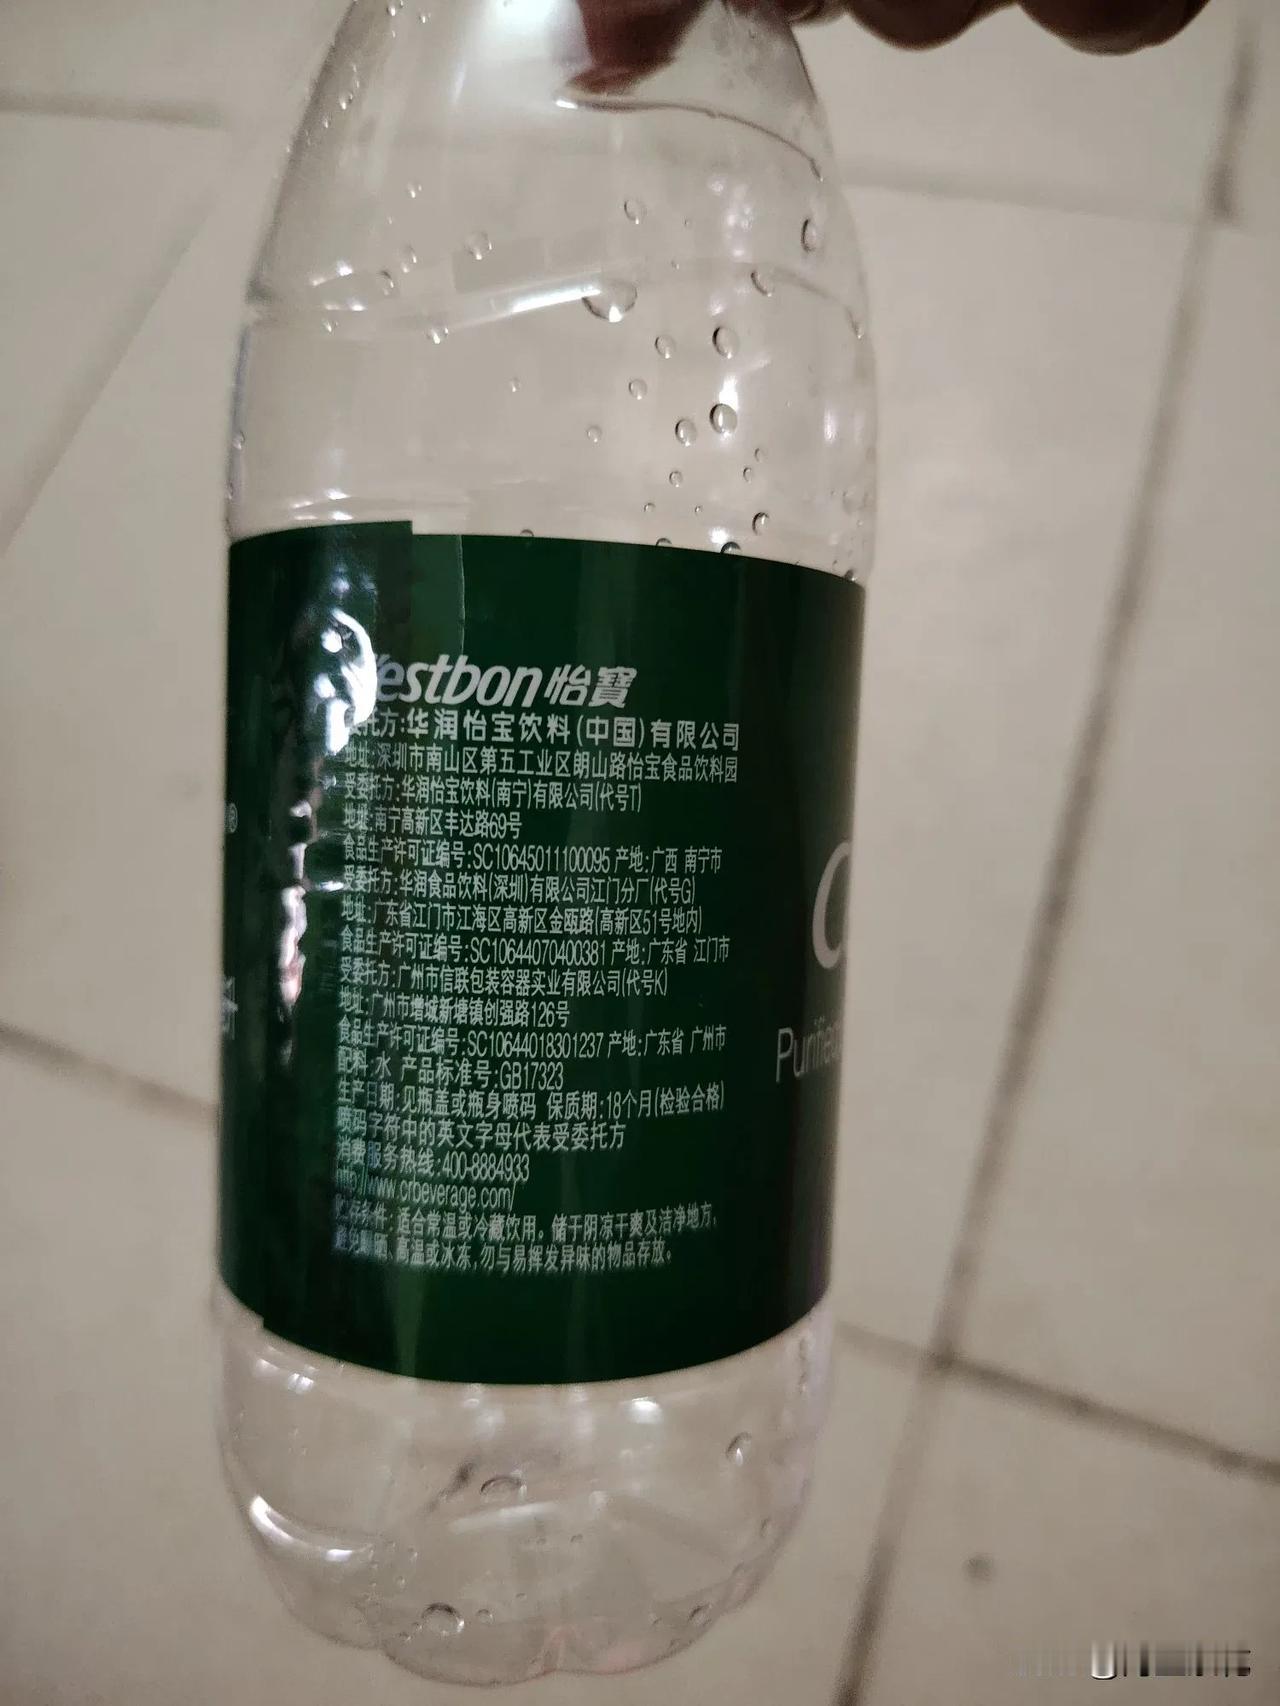 estbon 怡寶
委托方:华润怡宝饮料(中国)有限公司
地址:深圳市南山区第五工业区朗山路怡宝食品饮料园
受委托方:华润怡宝饮料(南宁)有限公司(代号T)
地址:南宁高新区丰达路69号
食品生产许可证编号:SC10645011100095 产地:广西 南宁市
受委托方:华润食品饮料(深圳)有限公司江门分厂(代号G)
地址:广东省江门市江海区高新区金瓯路(高新区51号地内)
食品生产许可证编号:SC10644070400381 产地:广东省 江门市
受委托方:广州市信联包装容器实业有限公司(代号K)
地址:广州市增城新塘镇创强路126号
食品生产许可证编号:SC10644018301237 产地:广东省 广州市
配料:水 产品标准号:GB17323
生产日期:见瓶盖或瓶身喷码 保质期:18个月(检验合格)
喷码字符中的英文字母代表受委托方
消费服务热线:400-8884933
http://www.crbeverage.com/
贮存条件:适合常温或冷藏饮用。储于阴凉干爽及洁净地方,
避免曝晒、高温或冰冻,勿与易挥发异味的物品存放。
C
Purified